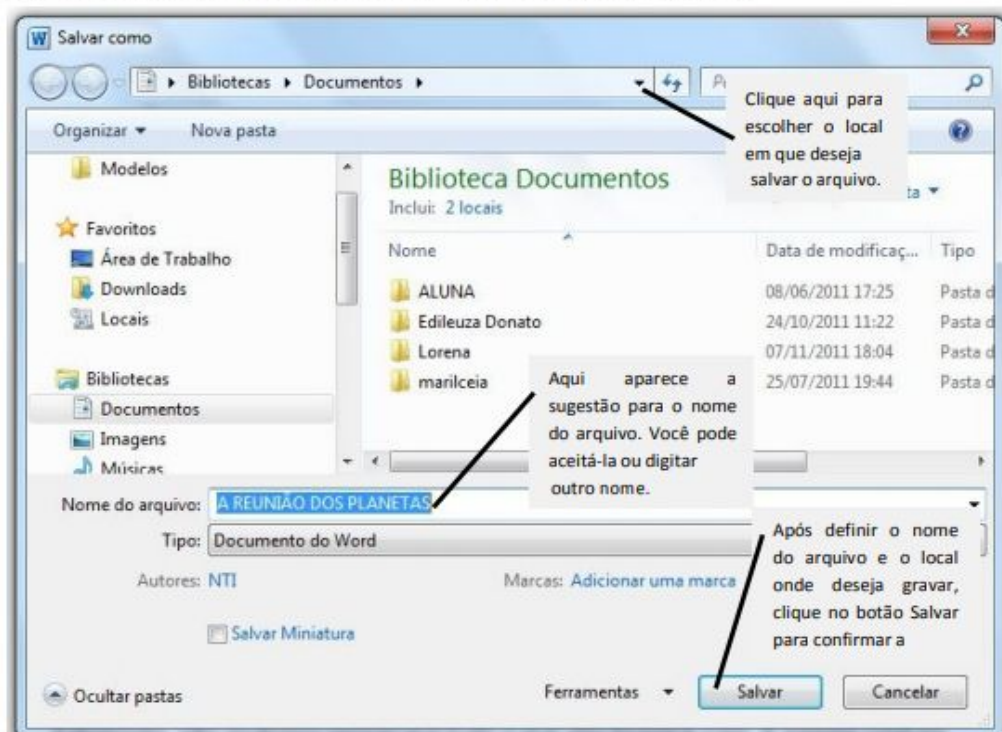 Salvar como
Bibliotecas Documentos
Clique aqui para
escolher o local
em que deseja
salvar o arquivo.
Organizar Nova pasta
Modelos
Favoritos
Área de Trabalho
Downloads
Locais
Bibliotecas
Documentos
Imagens
Músicas
Biblioteca Documentos
Inclui: 2 locais
Nome Data de modificaç... Tipo
ALUNA 08/06/2011 17:25 Pasta d
Edileuza Donato 24/10/2011 11:22 Pasta d
Lorena 07/11/2011 18:04 Pasta d
marilceia 25/07/2011 19:44 Pasta d
Aqui aparece a
sugestão para o nome
do arquivo. Você pode
aceitá-la ou digitar
outro nome.
Nome do arquivo: A REUNIÃO DOS PLANETAS
Tipo: Documento do Word
Autores: NTI Marcas: Adicionar uma marca
Salvar Miniatura
Após definir o nome
do arquivo e o local
onde deseja gravar,
clique no botão Salvar
para confirmar a
Ocultar pastas Ferramentas Salvar Cancelar